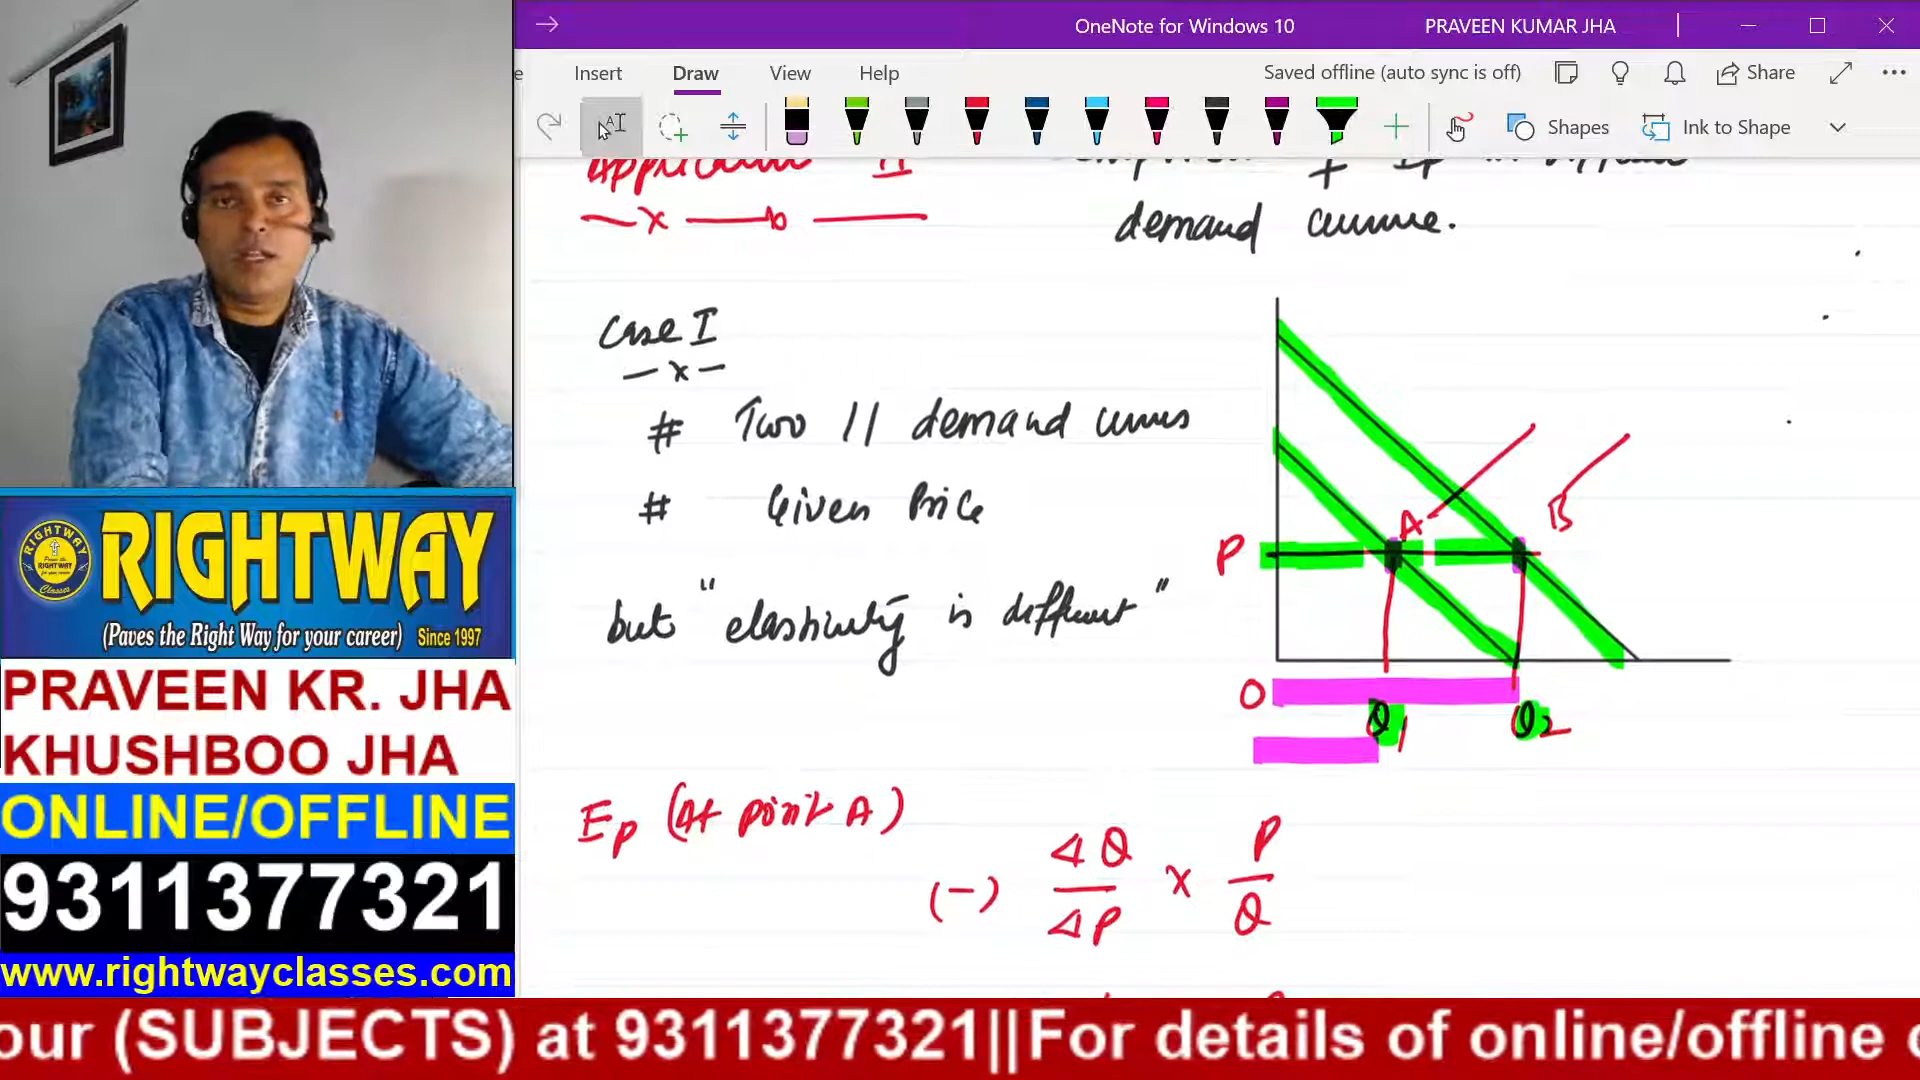 OneNote for Windows 10
PRAVEEN KUMAR JHA
Insert Draw View Help
Saved offline (auto sync is off)
Share
Shapes
Ink to Shape
II
demand
Case I
# Two // demand
# Given Price
but "elasticity is different"
P
A
B
O
Q1
Q2
Ep (At point A)
(-) ΔQ/ΔP x P/Q
RIGHTWAY
RIGHTWAY
Classes
(Paves the Right Way for your career) Since 1997
PRAVEEN KR. JHA
KHUSHBOO JHA
ONLINE/OFFLINE
9311377321
www.rightwayclasses.com
our (SUBJECTS) at 9311377321||For details of online/offline